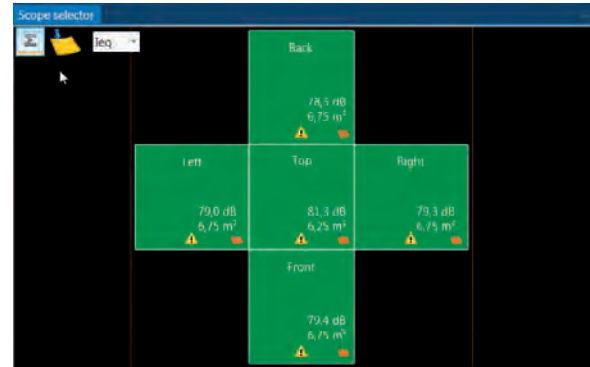 Scope selector
leq
Back
78,5 dB
6,75 m²
Left
79,0 dB
6,75 m²
Top
81,3 dB
6,25 m²
Right
79,3 dB
6,75 m²
Front
79,4 dB
6,75 m²